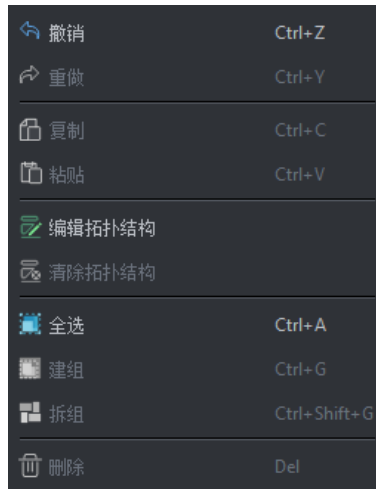 撤销 Ctrl+Z
重做 Ctrl+Y
复制 Ctrl+C
粘贴 Ctrl+V
编辑拓扑结构
清除拓扑结构
全选 Ctrl+A
建组 Ctrl+G
拆组 Ctrl+Shift+G
删除 Del